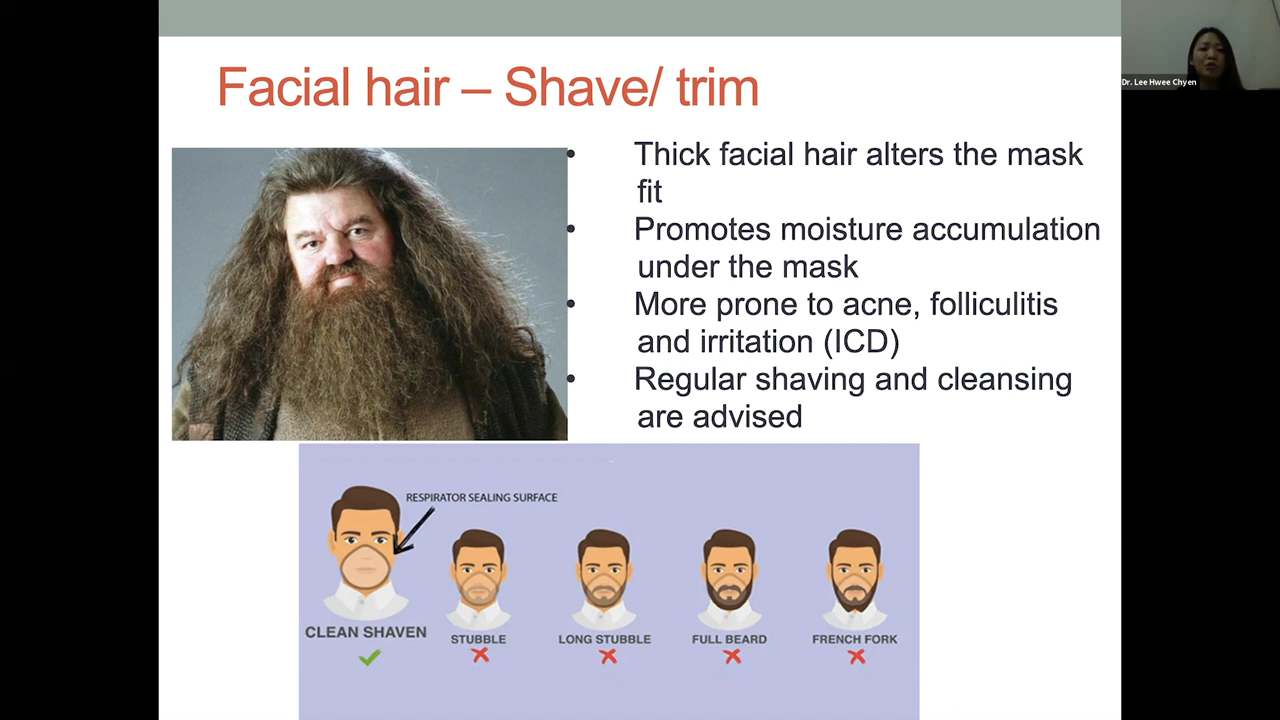 Facial hair – Shave/ trim
Dr. Lee Hwee Chyen
• Thick facial hair alters the mask
fit
• Promotes moisture accumulation
under the mask
• More prone to acne, folliculitis
and irritation (ICD)
• Regular shaving and cleansing
are advised
RESPIRATOR SEALING SURFACE
CLEAN SHAVEN
STUBBLE
LONG STUBBLE
FULL BEARD
FRENCH FORK